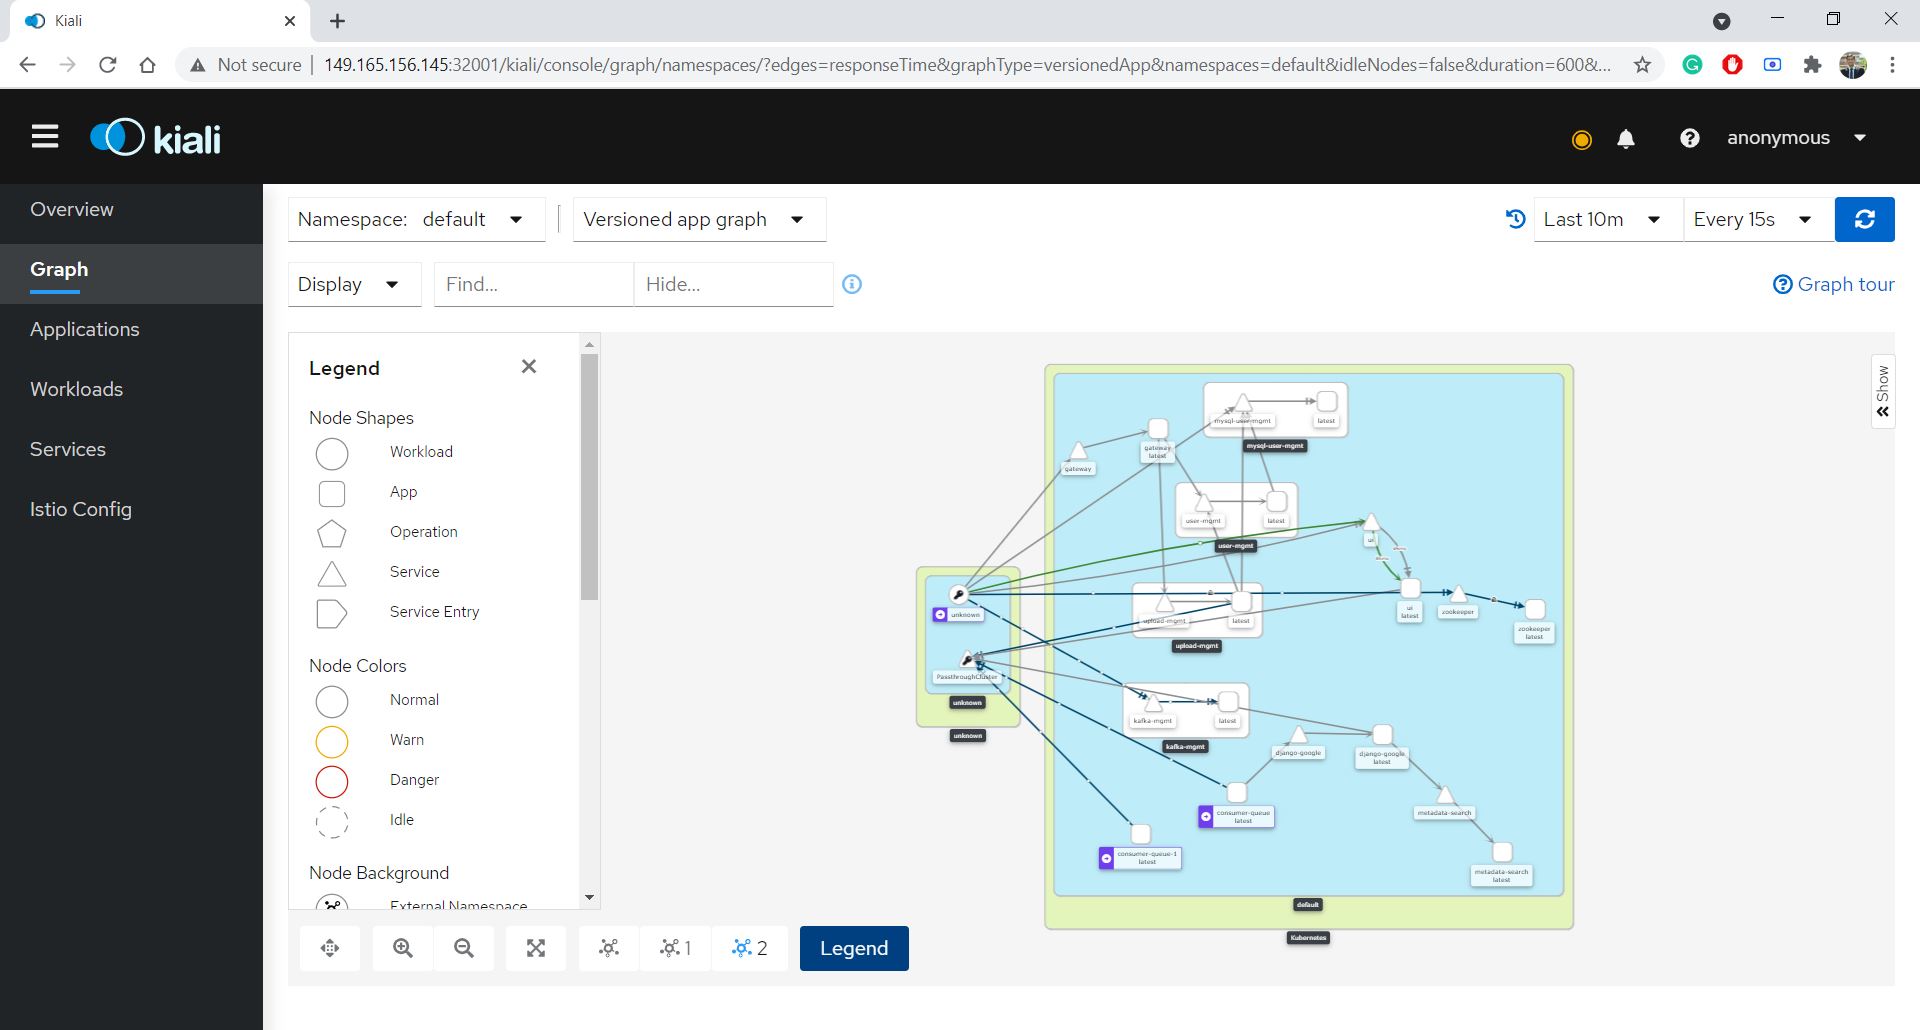 Kiali
Not secure
149.165.156.145:32001/kiali/console/graph/namespaces/?edges=responseTime&graphType=versionedApp&namespaces=default&idleNodes=false&duration=600&...
kiali
anonymous
Overview
Graph
Applications
Workloads
Services
Istio Config
Namespace: default
Versioned app graph
Last 10m
Every 15s
Display
Find...
Hide...
Graph tour
Show
Legend
Node Shapes
Workload
App
Operation
Service
Service Entry
Node Colors
Normal
Warn
Danger
Idle
Node Background
External Namespace
1
2
Legend
mysql-user-mgmt
latest
mysql-user-mgmt
gateway
gateway
latest
user-mgmt
latest
user-mgmt
ui
ui
latest
zookeeper
zookeeper
latest
unknown
PassthroughCluster
unknown
unknown
upload-mgmt
latest
upload-mgmt
kafka-mgmt
latest
kafka-mgmt
django-google
django-google
latest
metadata-search
metadata-search
latest
consumer-queue
latest
consumer-queue-1
latest
default
Kubernetes